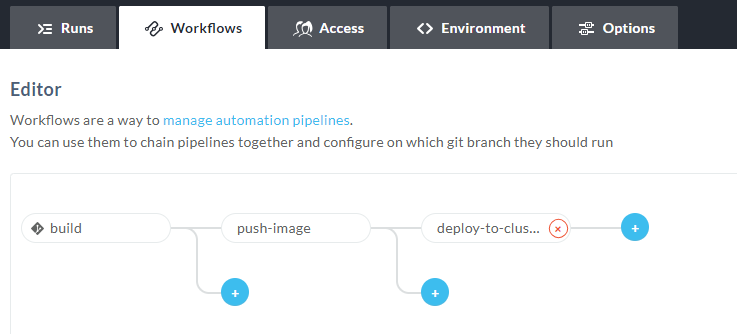 Runs Workflows Access Environment Options
Editor
Workflows are a way to manage automation pipelines.
You can use them to chain pipelines together and configure on which git branch they should run
build push-image deploy-to-clus... × +
+ +